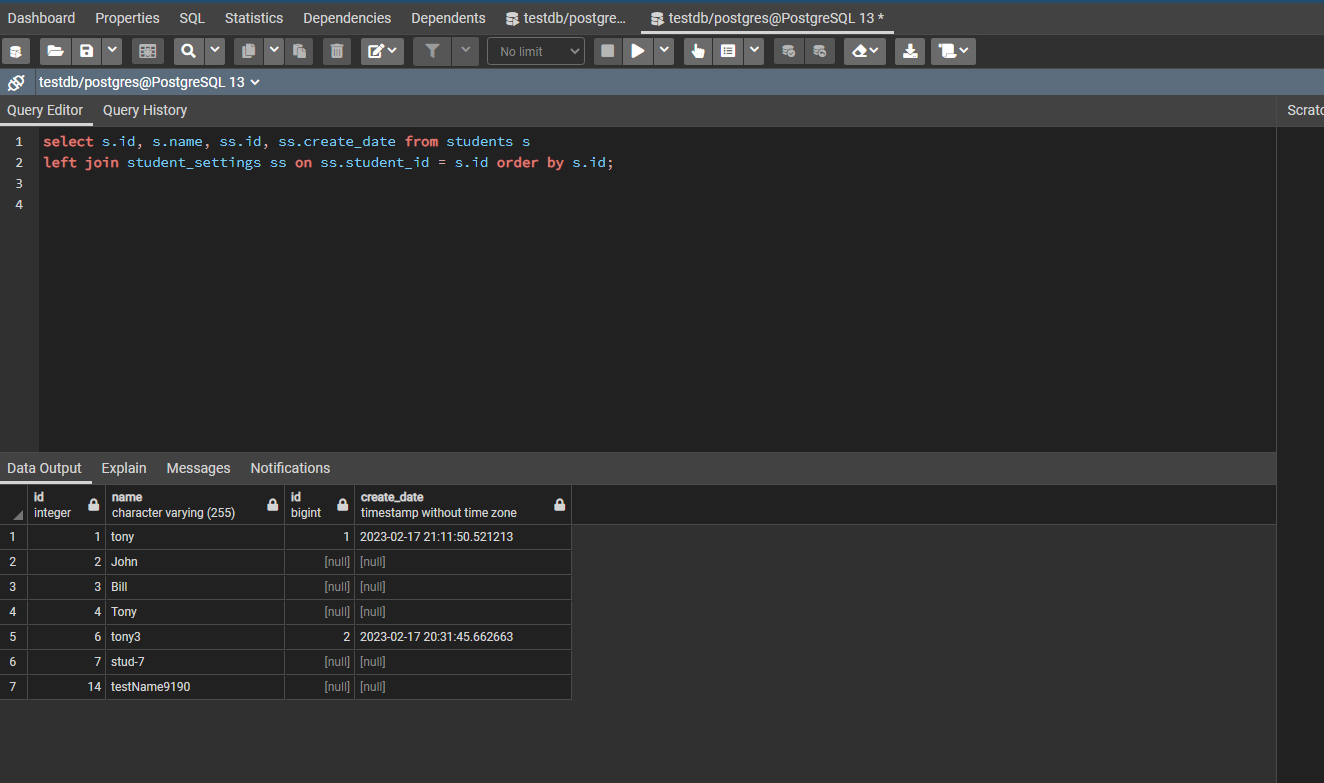 Dashboard Properties SQL Statistics Dependencies Dependents testdb/postgre... testdb/postgres@PostgreSQL 13 *
No limit
testdb/postgres@PostgreSQL 13
Query Editor Query History Scratc
1 select s.id, s.name, ss.id, ss.create_date from students s
2 left join student_settings ss on ss.student_id = s.id order by s.id;
3
4
Data Output Explain Messages Notifications
id name id create_date
integer character varying (255) bigint timestamp without time zone
1 1 tony 1 2023-02-17 21:11:50.521213
2 2 John [null] [null]
3 3 Bill [null] [null]
4 4 Tony [null] [null]
5 6 tony3 2 2023-02-17 20:31:45.662663
6 7 stud-7 [null] [null]
7 14 testName9190 [null] [null]